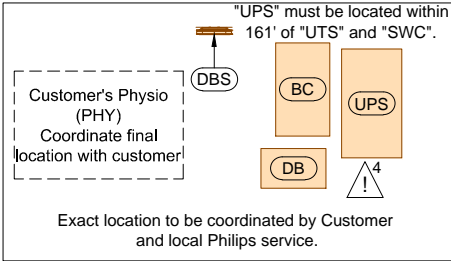 "UPS" must be located within
161' of "UTS" and "SWC".
DBS
BC
UPS
Customer's Physio
(PHY)
Coordinate final
location with customer
DB
4
!
Exact location to be coordinated by Customer
and local Philips service.